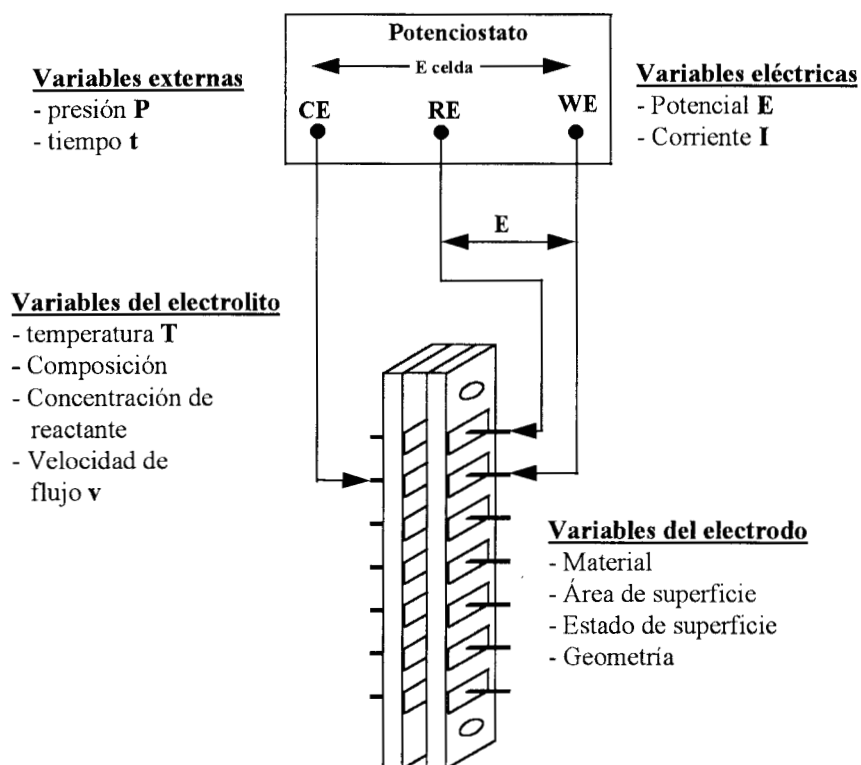 Potenciostato
E celda
CE
RE
WE
Variables externas
- presión P
- tiempo t
Variables eléctricas
- Potencial E
- Corriente I
E
Variables del electrolito
- temperatura T
- Composición
- Concentración de
reactante
- Velocidad de
flujo v
Variables del electrodo
- Material
- Área de superficie
- Estado de superficie
- Geometría